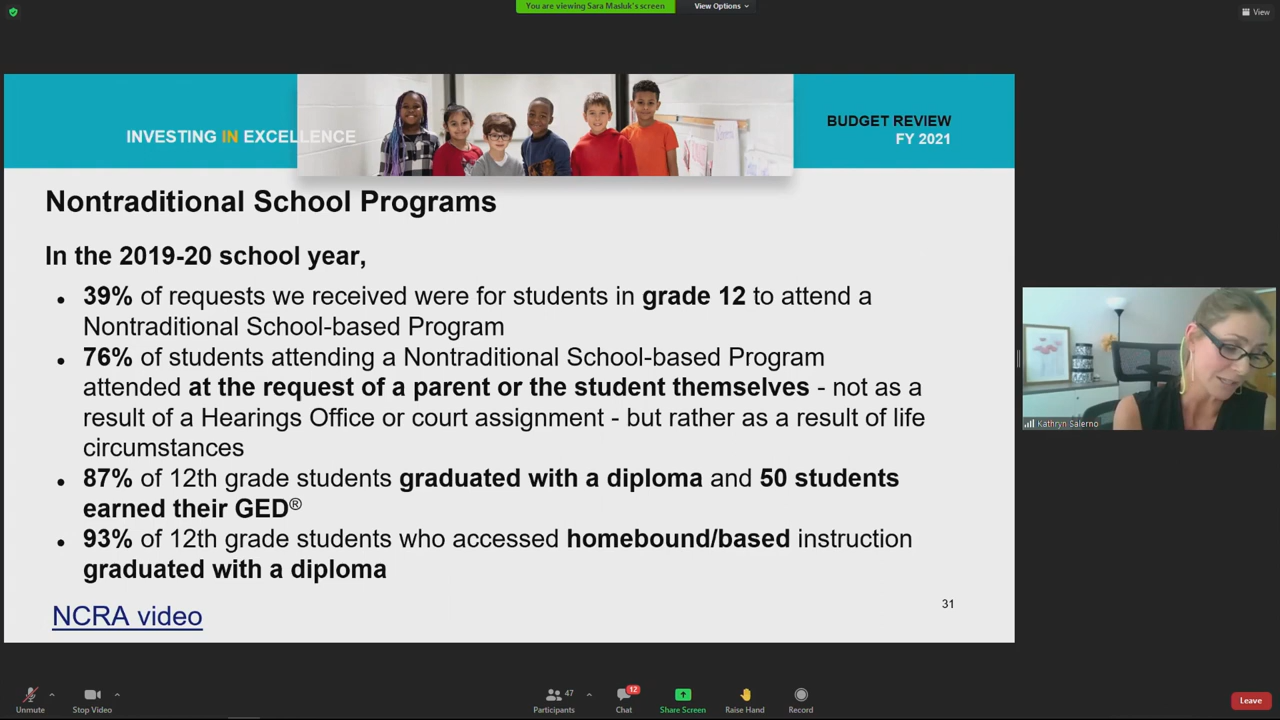 You are viewing Sara Masluk's screen
View Options
View
INVESTING IN EXCELLENCE
BUDGET REVIEW
FY 2021
Nontraditional School Programs
In the 2019-20 school year,
• 39% of requests we received were for students in grade 12 to attend a
Nontraditional School-based Program
• 76% of students attending a Nontraditional School-based Program
attended at the request of a parent or the student themselves - not as a
result of a Hearings Office or court assignment - but rather as a result of life
circumstances
• 87% of 12th grade students graduated with a diploma and 50 students
earned their GED®
• 93% of 12th grade students who accessed homebound/based instruction
graduated with a diploma
NCRA video
31
Kathryn Salerno
Unmute
Stop Video
47
Participants
12
Chat
Share Screen
Raise Hand
Record
Leave